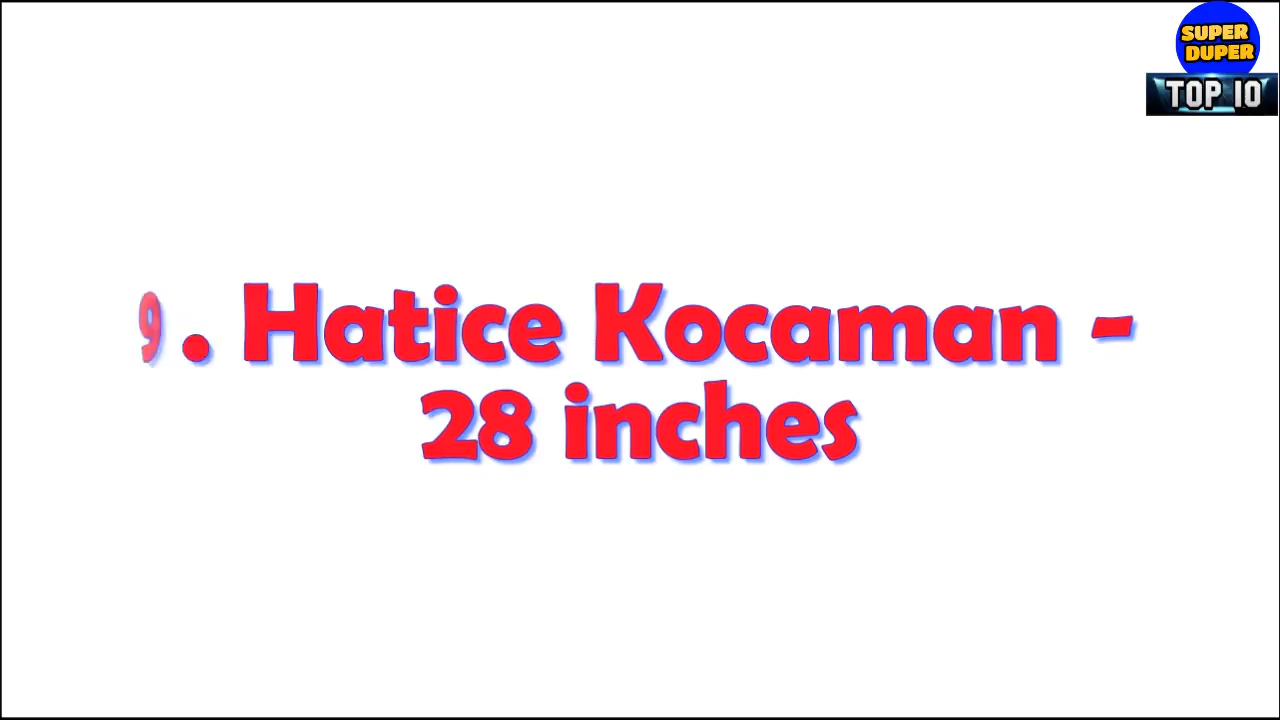 SUPER
DUPER
TOP 10
9. Hatice Kocaman -
28 inches